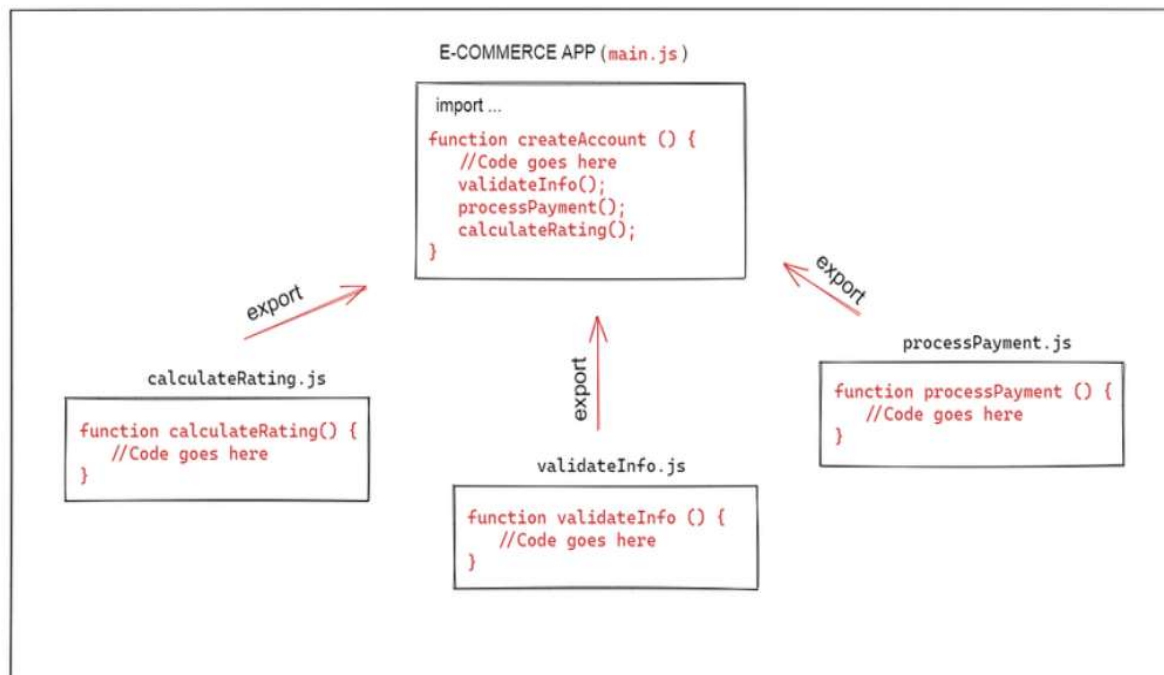 E-COMMERCE APP (main.js)
import ...
function createAccount () {
//Code goes here
validateInfo();
processPayment();
calculateRating();
}
export
export
export
calculateRating.js
function calculateRating() {
//Code goes here
}
validateInfo.js
function validateInfo () {
//Code goes here
}
processPayment.js
function processPayment () {
//Code goes here
}